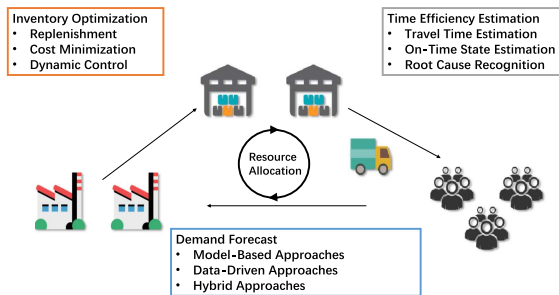 Inventory Optimization
• Replenishment
• Cost Minimization
• Dynamic Control
Time Efficiency Estimation
• Travel Time Estimation
• On-Time State Estimation
• Root Cause Recognition
Resource
Allocation
Demand Forecast
• Model-Based Approaches
• Data-Driven Approaches
• Hybrid Approaches